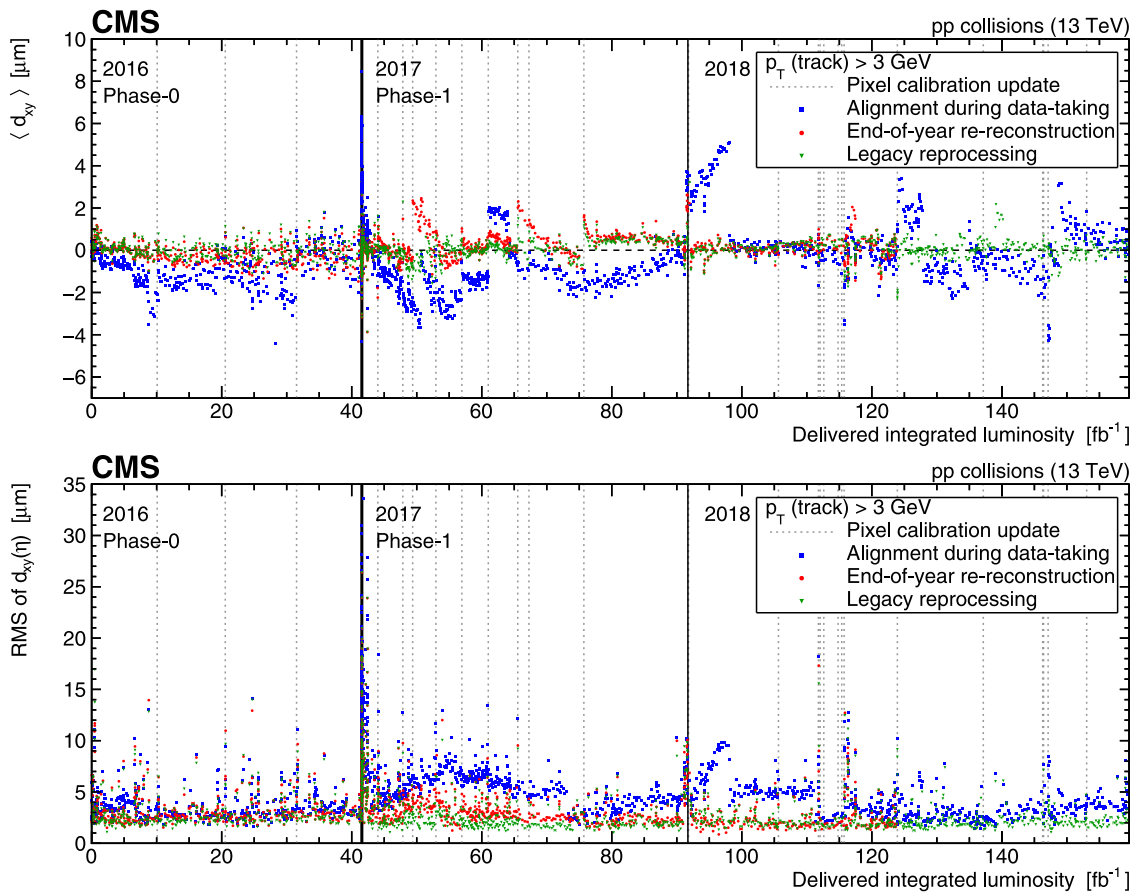 CMS
pp collisions (13 TeV)
⟨ d_xy ⟩ [μm]
10
8
6
4
2
0
−2
−4
−6
2016
Phase-0
2017
Phase-1
2018
p_T (track) > 3 GeV
Pixel calibration update
Alignment during data-taking
End-of-year re-reconstruction
Legacy reprocessing
0 20 40 60 80 100 120 140
Delivered integrated luminosity [fb⁻¹]
CMS
pp collisions (13 TeV)
RMS of d_xy(η) [μm]
35
30
25
20
15
10
5
0
2016
Phase-0
2017
Phase-1
2018
p_T (track) > 3 GeV
Pixel calibration update
Alignment during data-taking
End-of-year re-reconstruction
Legacy reprocessing
0 20 40 60 80 100 120 140
Delivered integrated luminosity [fb⁻¹]